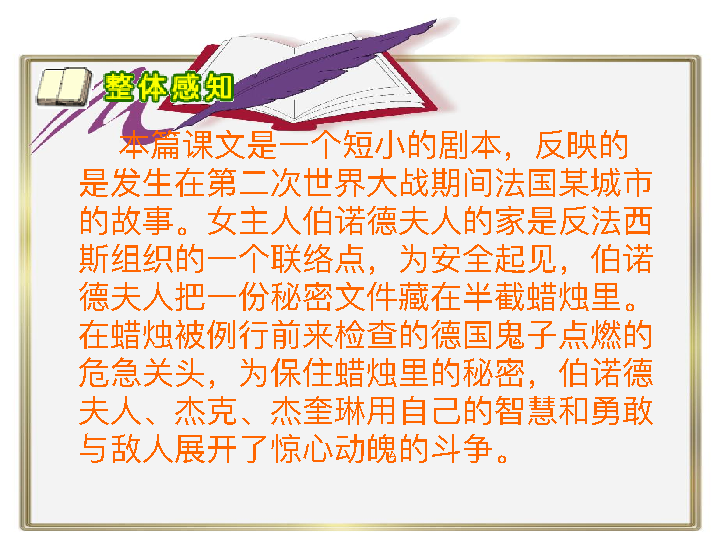 整体感知
本篇课文是一个短小的剧本，反映的
是发生在第二次世界大战期间法国某城市
的故事。女主人伯诺德夫人的家是反法西
斯组织的一个联络点，为安全起见，伯诺
德夫人把一份秘密文件藏在半截蜡烛里。
在蜡烛被例行前来检查的德国鬼子点燃的
危急关头，为保住蜡烛里的秘密，伯诺德
夫人、杰克、杰奎琳用自己的智慧和勇敢
与敌人展开了惊心动魄的斗争。